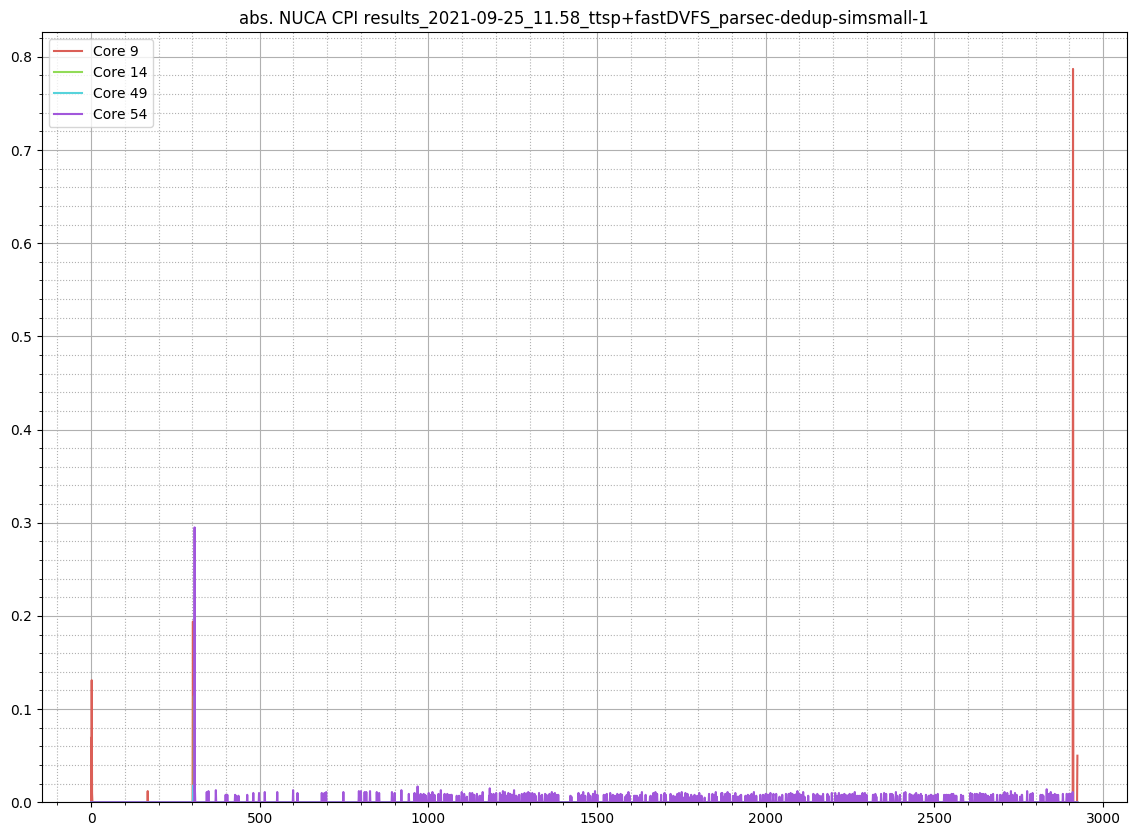 abs. NUCA CPI results_2021-09-25_11.58_ttsp+fastDVFS_parsec-dedup-simsmall-1
Core 9
Core 14
Core 49
Core 54
0.8
0.7
0.6
0.5
0.4
0.3
0.2
0.1
0.0
0 500 1000 1500 2000 2500 3000